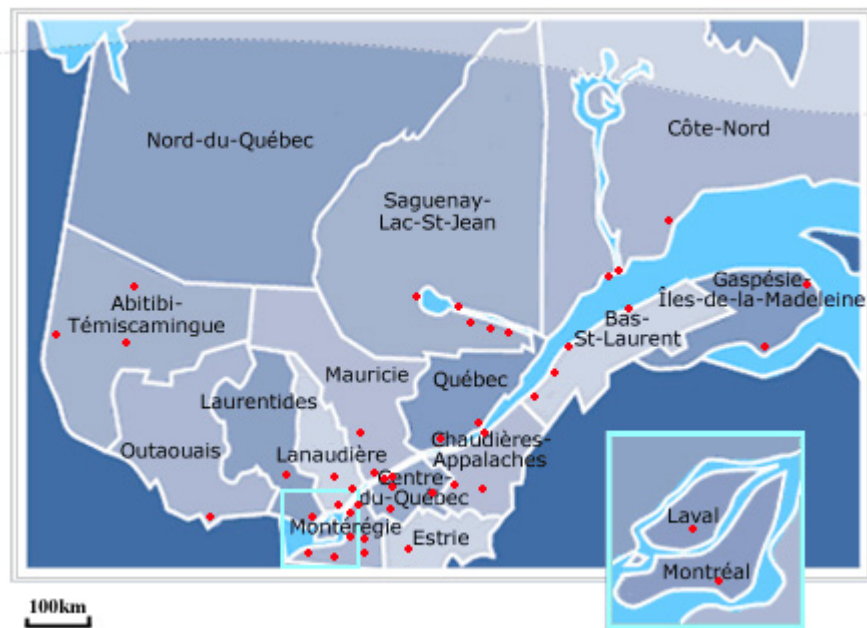 Nord-du-Québec
Côte-Nord
Saguenay-
Lac-St-Jean
Gaspésie-
Îles-de-la-Madeleine
Abitibi-
Témiscamingue
Bas-
St-Laurent
Mauricie
Québec
Laurentides
Outaouais
Lanaudière
Chaudières-
Appalaches
Centre-
du-Québec
Montérégie
Estrie
Laval
Montréal
100km